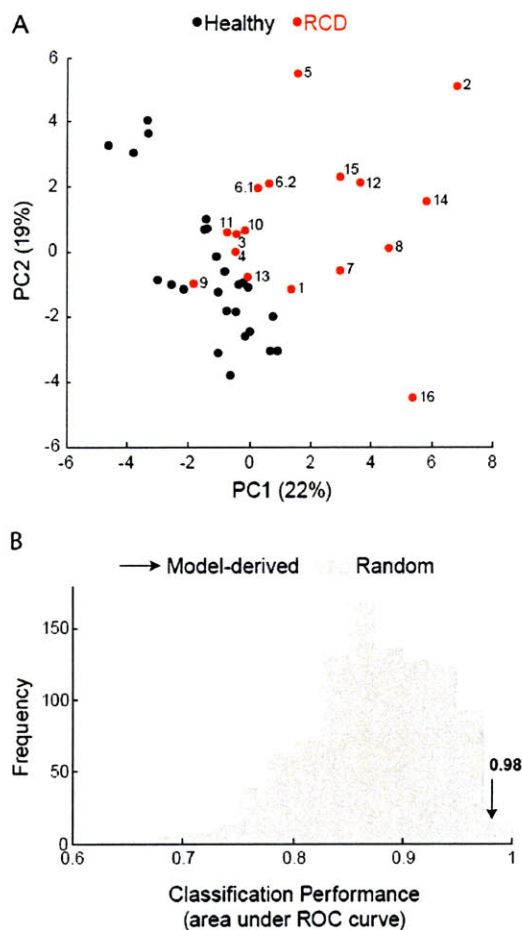 A
Healthy RCD
6
5
2
4
15
12
2
6.1 6.2
14
11 10
3
PC2 (19%)
0
4
8
7
9
13
1
-2
-4
16
-6
-6 -4 -2 0 2 4 6 8
PC1 (22%)
B
Model-derived Random
150
100
Frequency
50
0.98
0
0.6 0.7 0.8 0.9 1
Classification Performance
(area under ROC curve)